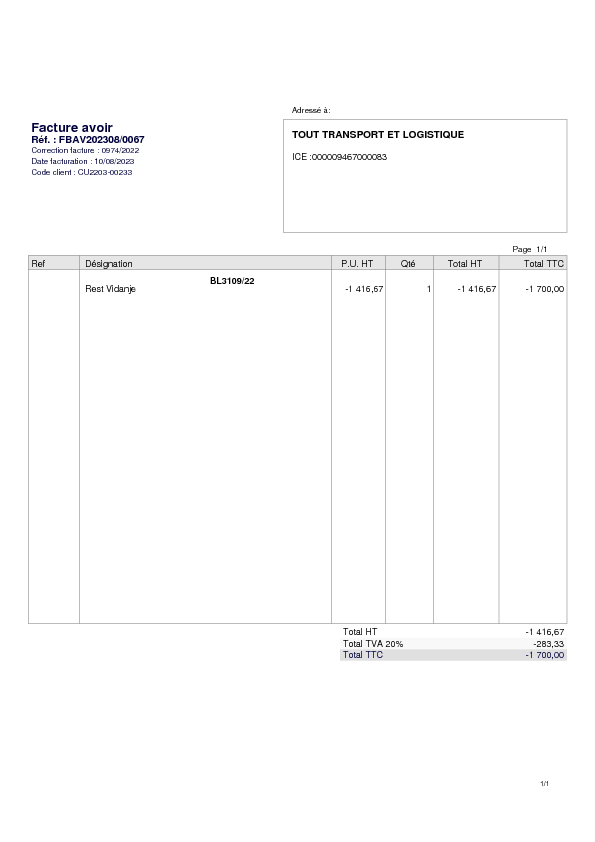 Adressé à:
Facture avoir
Réf. : FBAV202308/0067
Correction facture : 0974/2022
Date facturation : 10/08/2023
Code client : CU2203-00233
TOUT TRANSPORT ET LOGISTIQUE
ICE :000009467000083
Page 1/1
Ref Désignation P.U. HT Qté Total HT Total TTC
BL3109/22
Rest Vidanje -1 416,67 1 -1 416,67 -1 700,00
Total HT -1 416,67
Total TVA 20% -283,33
Total TTC -1 700,00
1/1